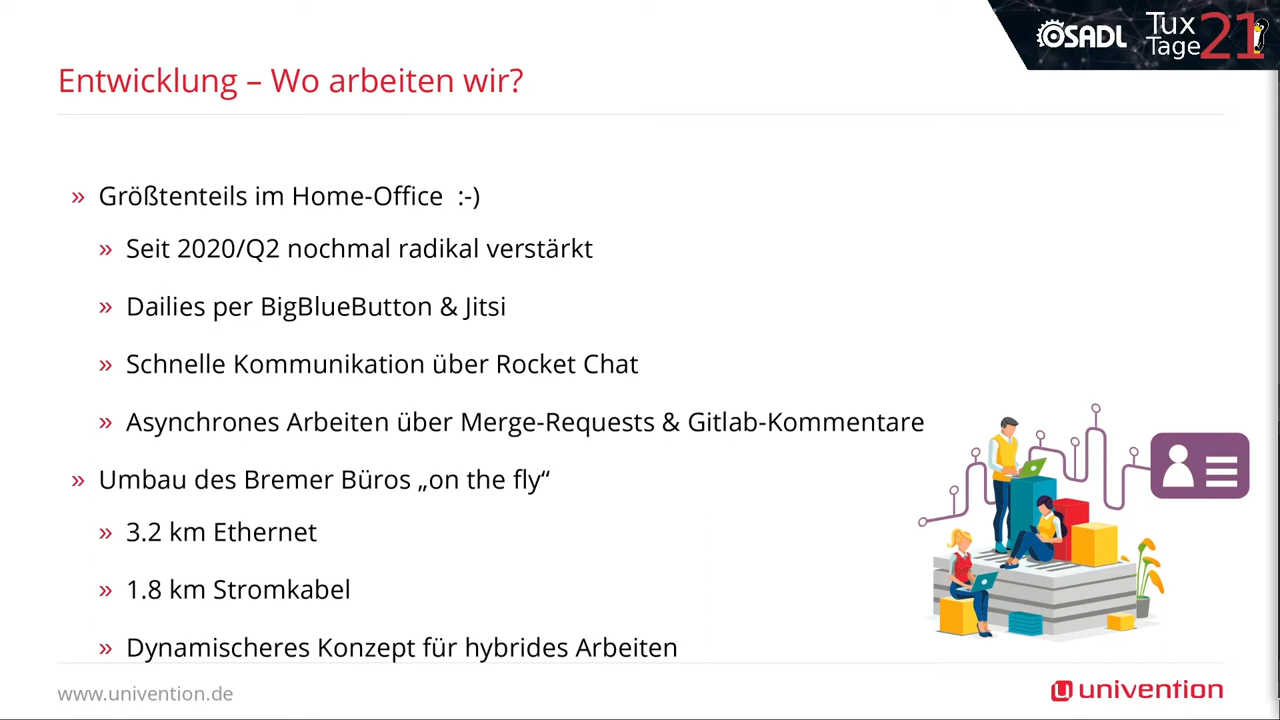 OSADL
Tux
Tage 21
Entwicklung – Wo arbeiten wir?
» Größtenteils im Home-Office :-)
» Seit 2020/Q2 nochmal radikal verstärkt
» Dailies per BigBlueButton & Jitsi
» Schnelle Kommunikation über Rocket Chat
» Asynchrones Arbeiten über Merge-Requests & Gitlab-Kommentare
» Umbau des Bremer Büros „on the fly“
» 3.2 km Ethernet
» 1.8 km Stromkabel
» Dynamischeres Konzept für hybrides Arbeiten
www.univention.de
univention